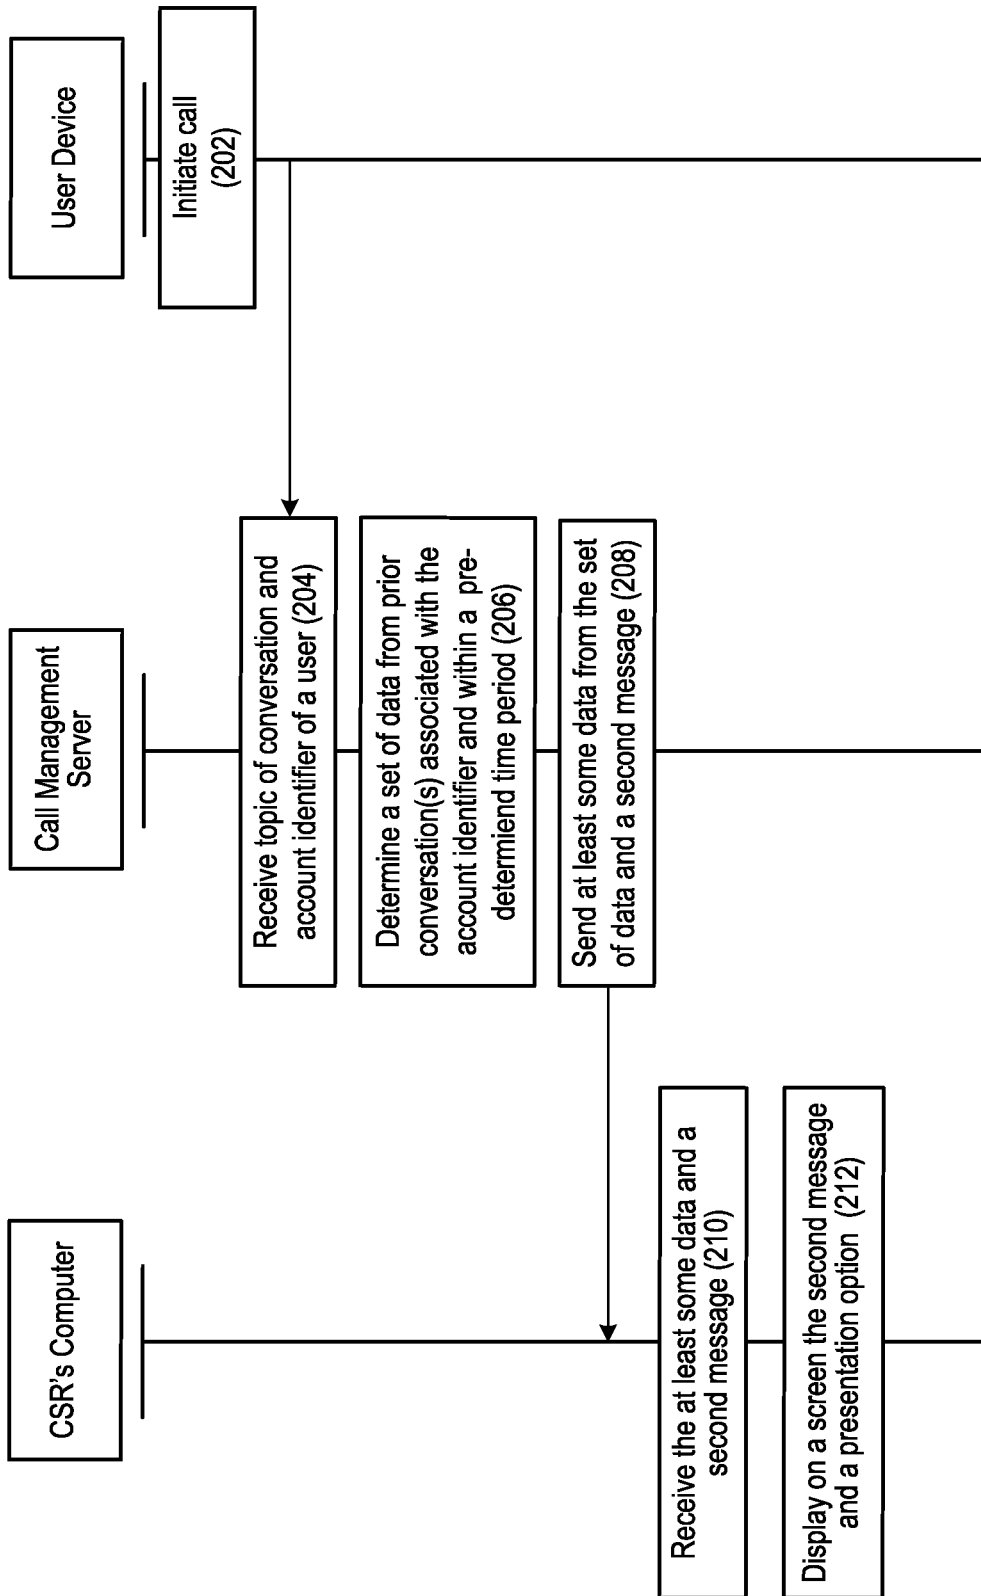 CSR's Computer
Call Management
Server
User Device
Initiate call
(202)
Receive topic of conversation and
account identifier of a user (204)
Determine a set of data from prior
conversation(s) associated with the
account identifier and within a pre-
determiend time period (206)
Send at least some data from the set
of data and a second message (208)
Receive the at least some data and a
second message (210)
Display on a screen the second message
and a presentation option (212)